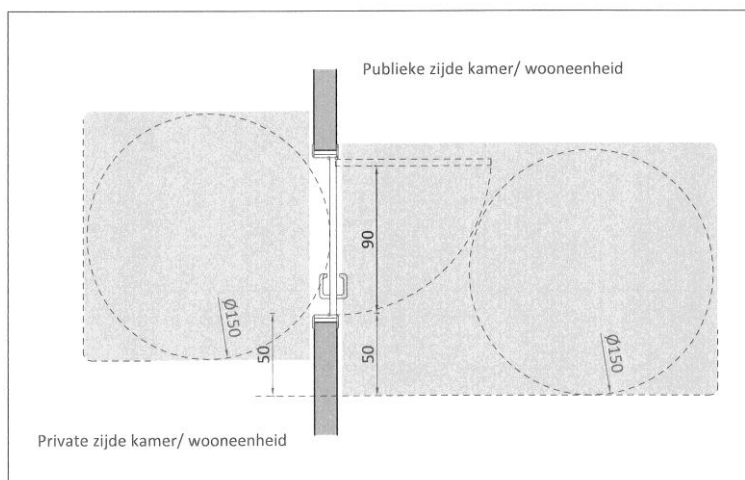 Publieke zijde kamer/ wooneenheid
90
Ø150
50
50
Ø150
Private zijde kamer/ wooneenheid